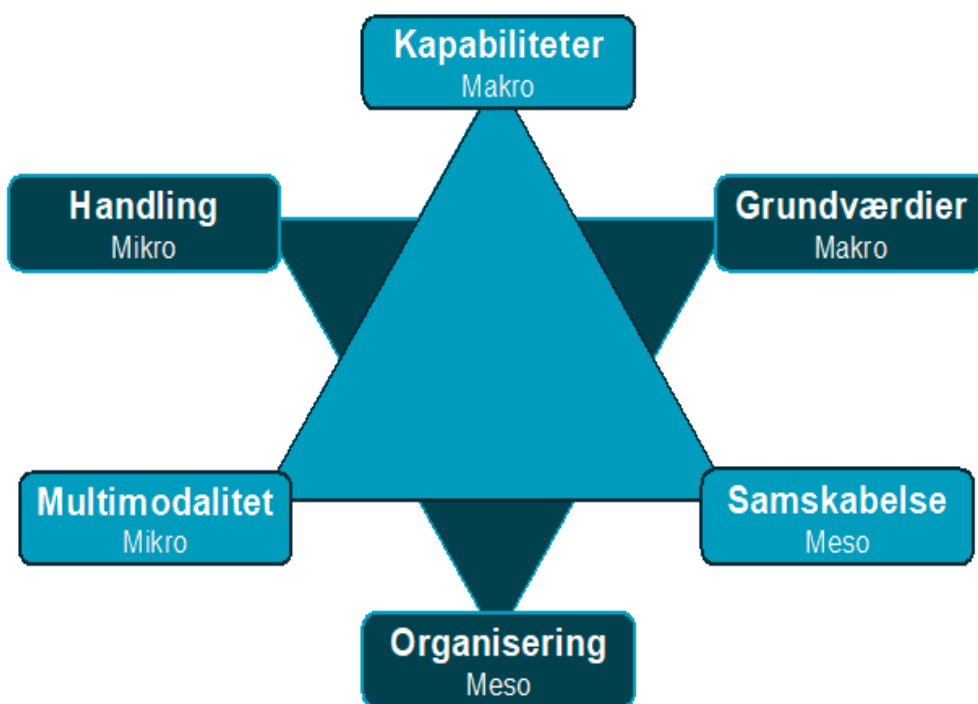 Kapabiliteter
Makro
Handling
Mikro
Grundværdier
Makro
Multimodalitet
Mikro
Samskabelse
Meso
Organisering
Meso